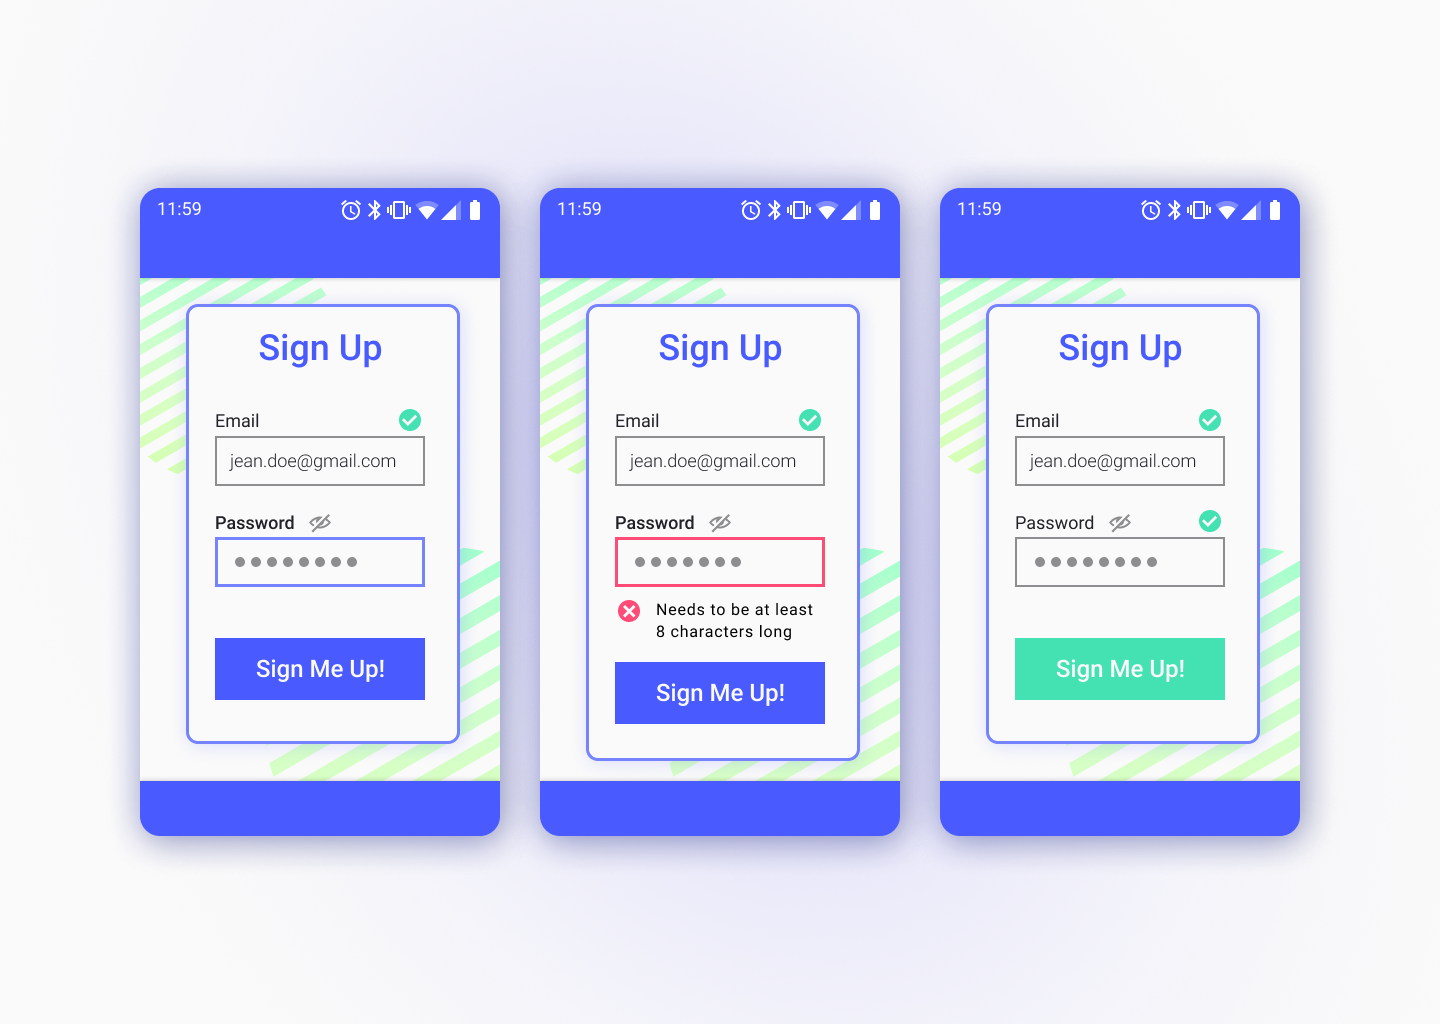 11:59
Sign Up
Email
jean.doe@gmail.com
Password
Sign Me Up!
11:59
Sign Up
Email
jean.doe@gmail.com
Password
Needs to be at least
8 characters long
Sign Me Up!
11:59
Sign Up
Email
jean.doe@gmail.com
Password
Sign Me Up!